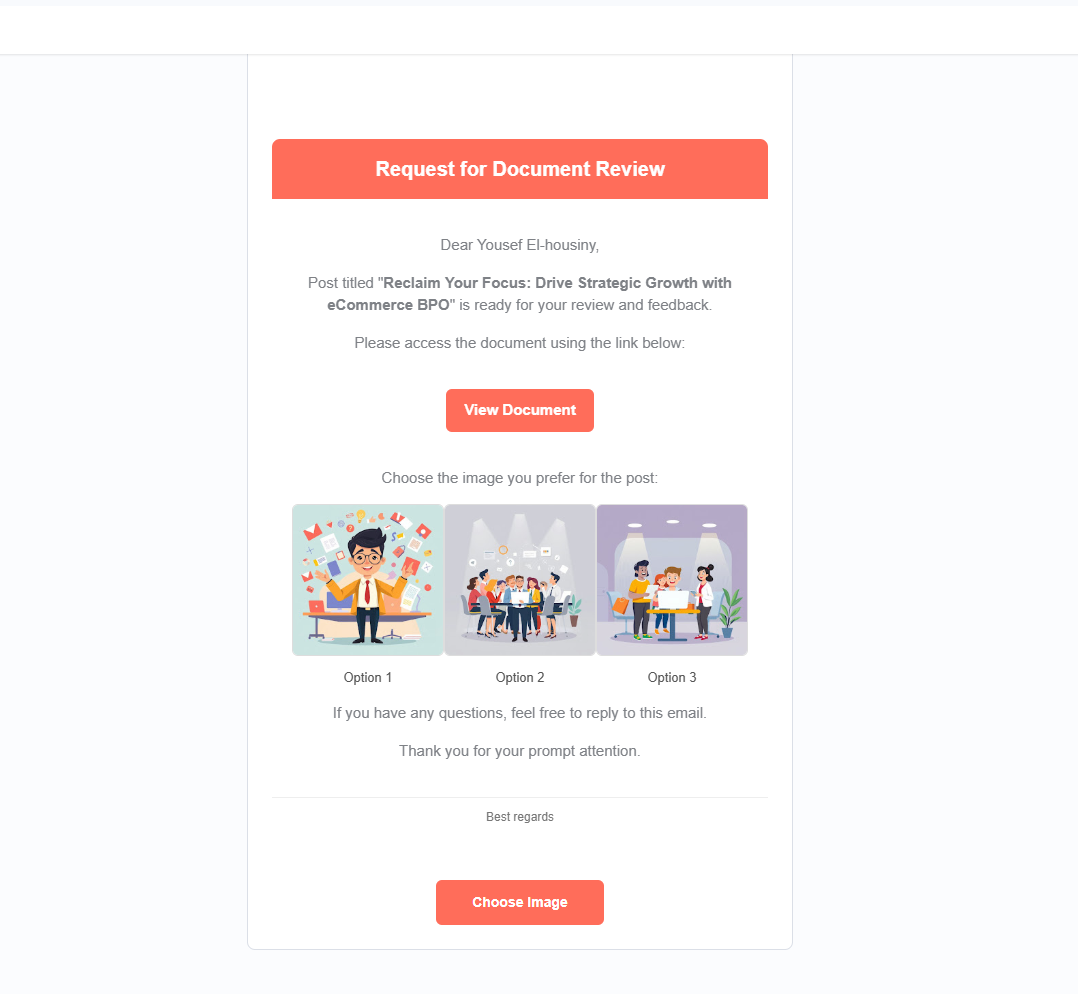 Request for Document Review
Dear Yousef El-housiny,
Post titled "Reclaim Your Focus: Drive Strategic Growth with
eCommerce BPO" is ready for your review and feedback.
Please access the document using the link below:
View Document
Choose the image you prefer for the post:
Option 1
Option 2
Option 3
If you have any questions, feel free to reply to this email.
Thank you for your prompt attention.
Best regards
Choose Image